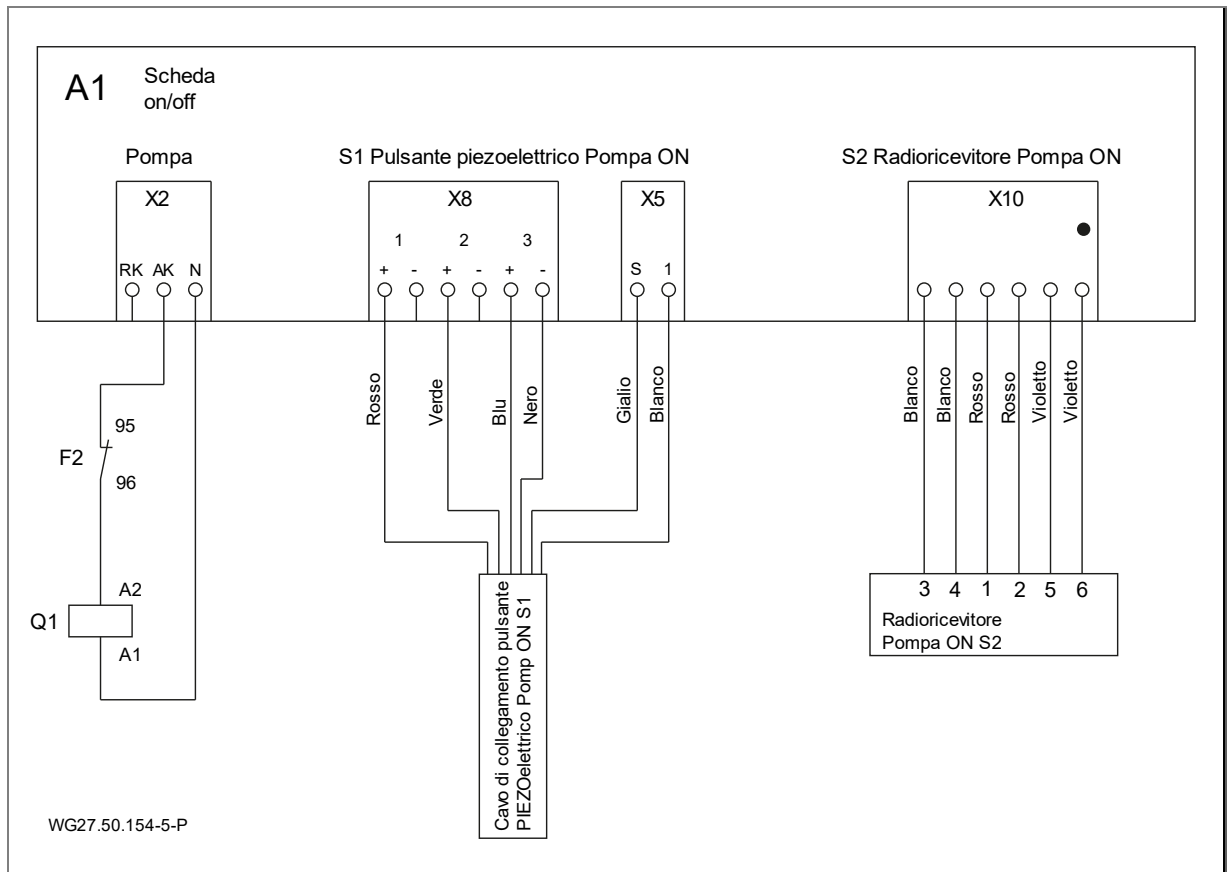 A1
Scheda
on/off
Pompa
S1 Pulsante piezoelettrico Pompa ON
S2 Radioricevitore Pompa ON
X2
X8
X5
X10
1 2 3
RK AK N
+ - + - + -
S 1
Rosso
Verde
Blu
Nero
Gialio
Blanco
Blanco
Blanco
Rosso
Rosso
Violetto
Violetto
95
F2
96
A2
Q1
A1
Cavo di collegamento pulsante
PIEZOelettrico Pomp ON S1
3 4 1 2 5 6
Radioricevitore
Pompa ON S2
WG27.50.154-5-P